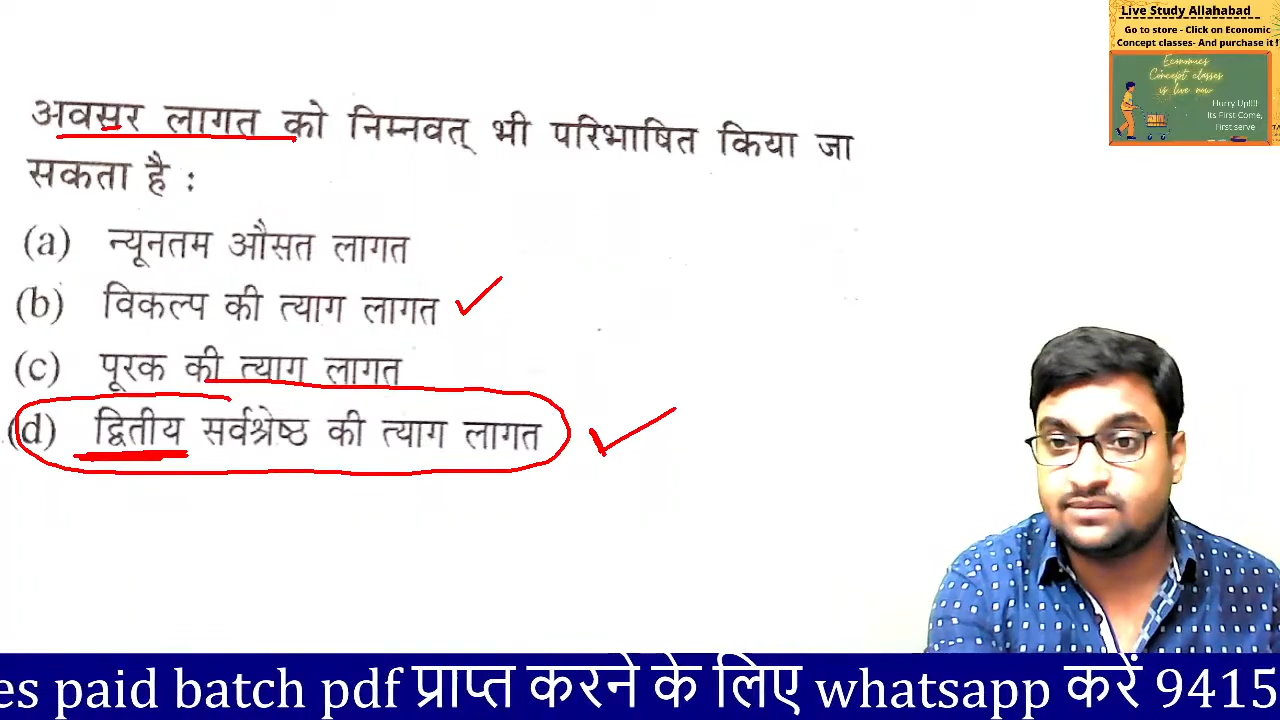 Live Study Allahabad
Go to store - Click on Economic
Concept classes- And purchase it !
Economics
Concept classes
is live now
Hurry Up!!!!
Its First Come,
First serve
अवसर लागत को निम्नवत् भी परिभाषित किया जा
सकता है :
(a) न्यूनतम औसत लागत
(b) विकल्प की त्याग लागत
(c) पूरक की त्याग लागत
(d) द्वितीय सर्वश्रेष्ठ की त्याग लागत
es paid batch pdf प्राप्त करने के लिए whatsapp करें 9415